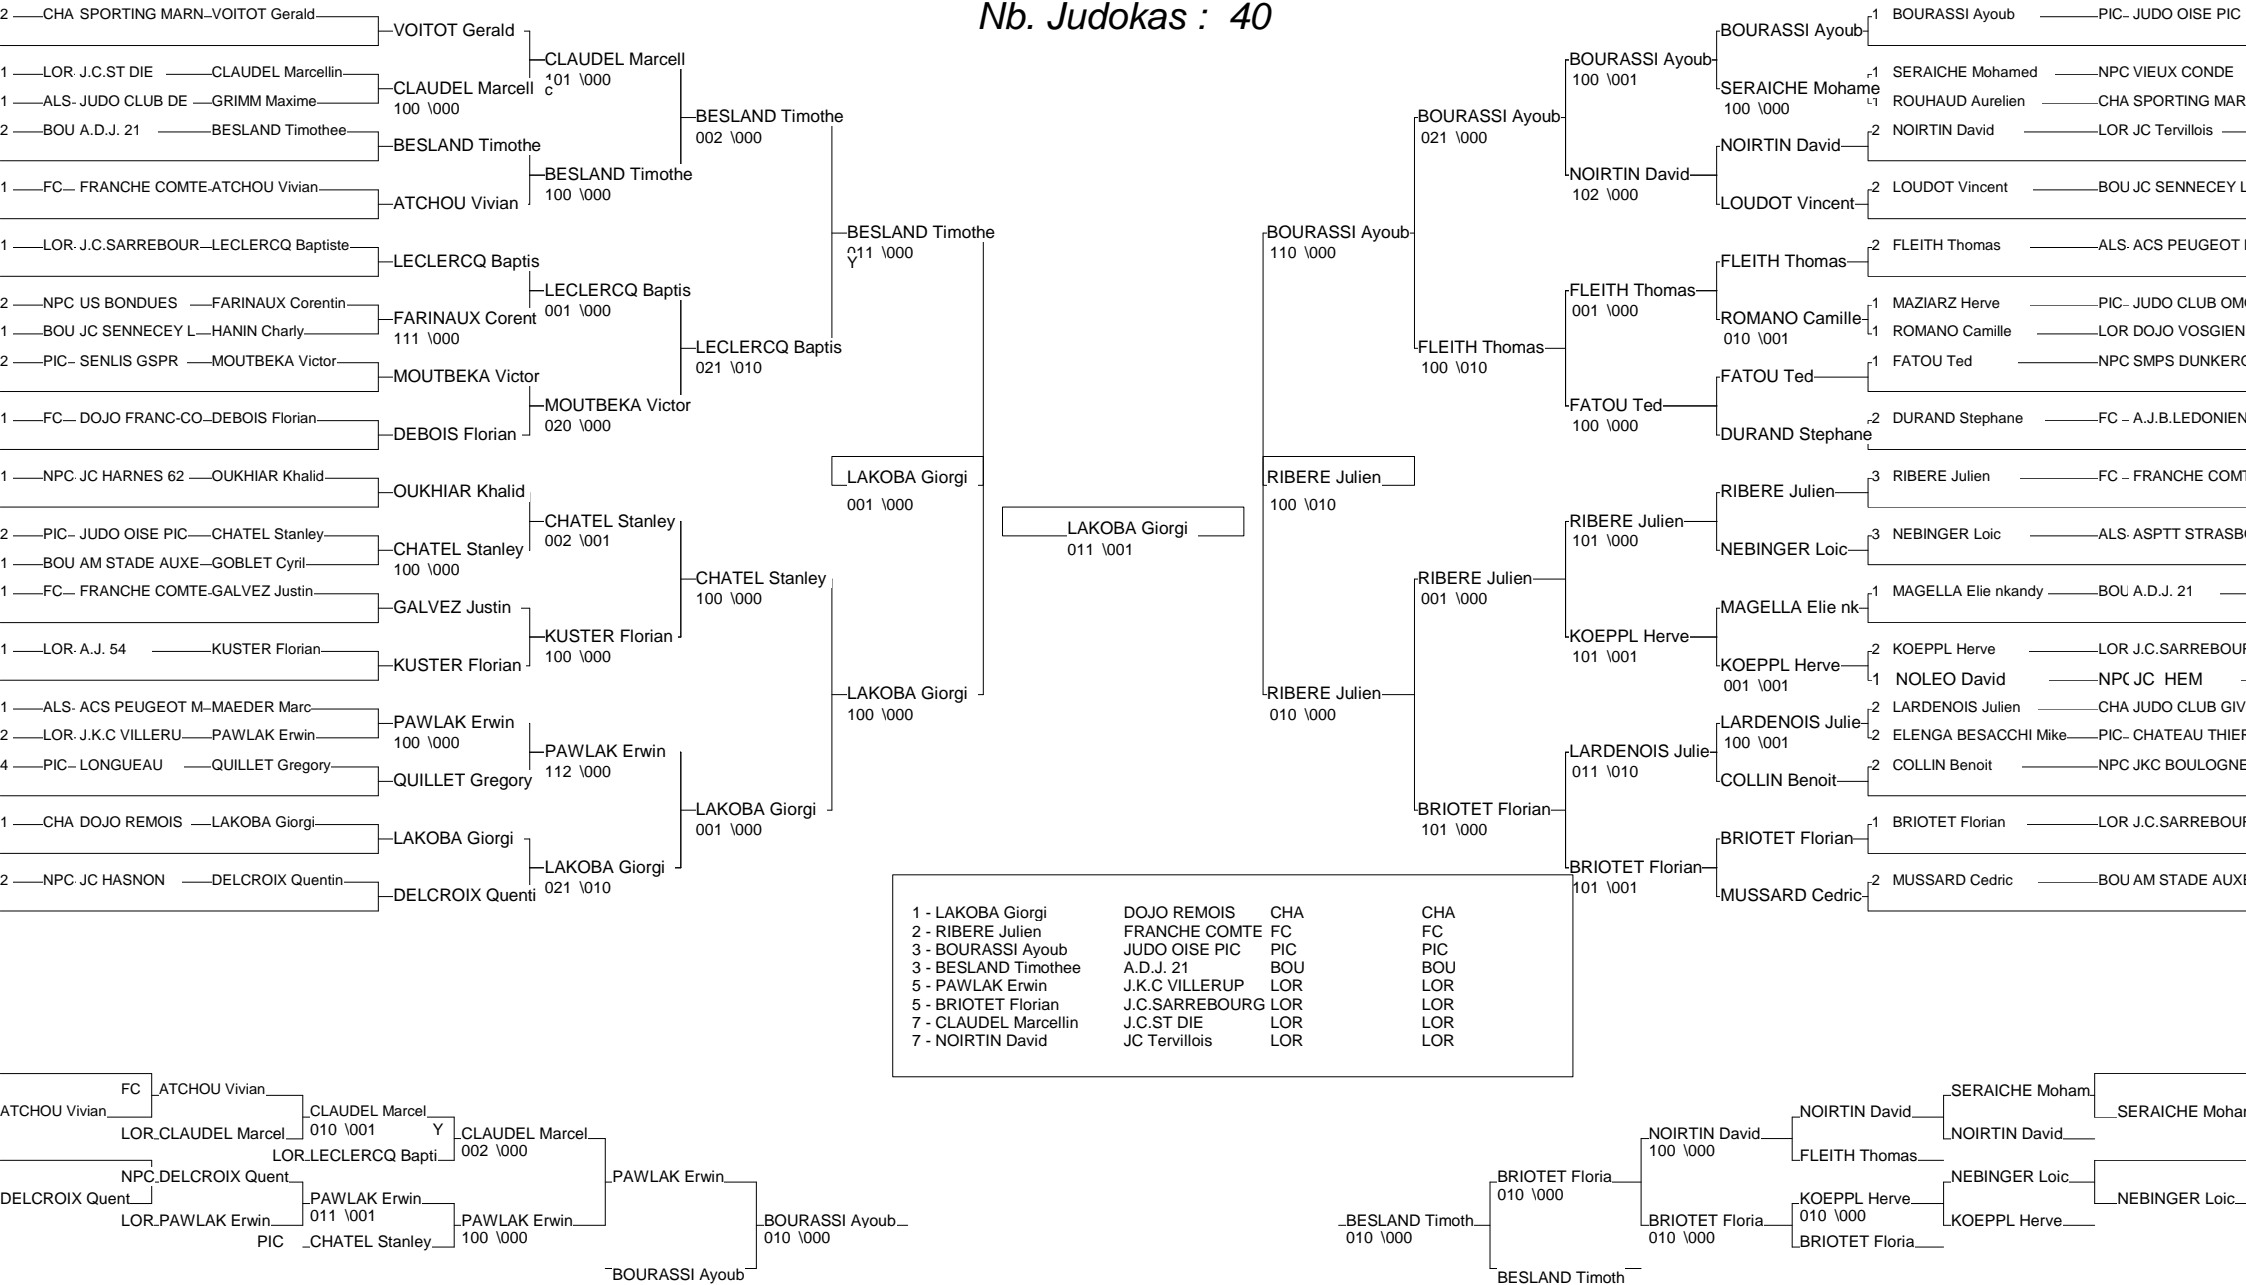 Nb. Judokas : 40
2 CHA SPORTING MARN VOITOT Gerald
VOITOT Gerald
CLAUDEL Marcell
101 \000
c
1 LOR J.C.ST DIE CLAUDEL Marcellin
CLAUDEL Marcell
100 \000
1 ALS JUDO CLUB DE GRIMM Maxime
BESLAND Timothe
002 \000
2 BOU A.D.J. 21 BESLAND Timothee
BESLAND Timothe
BESLAND Timothe
100 \000
1 FC FRANCHE COMTE ATCHOU Vivian
ATCHOU Vivian
BESLAND Timothe
011 \000
Y
1 LOR J.C.SARREBOUR LECLERCQ Baptiste
LECLERCQ Baptis
LECLERCQ Baptis
001 \000
2 NPC US BONDUES FARINAUX Corentin
FARINAUX Corent
111 \000
1 BOU JC SENNECEY L HANIN Charly
LECLERCQ Baptis
021 \010
2 PIC SENLIS GSPR MOUTBEKA Victor
MOUTBEKA Victor
MOUTBEKA Victor
020 \000
1 FC DOJO FRANC-CO DEBOIS Florian
DEBOIS Florian
LAKOBA Giorgi
001 \000
1 NPC JC HARNES 62 OUKHIAR Khalid
OUKHIAR Khalid
CHATEL Stanley
002 \001
2 PIC JUDO OISE PIC CHATEL Stanley
CHATEL Stanley
100 \000
1 BOU AM STADE AUXE GOBLET Cyril
CHATEL Stanley
100 \000
1 FC FRANCHE COMTE GALVEZ Justin
GALVEZ Justin
KUSTER Florian
100 \000
1 LOR A.J. 54 KUSTER Florian
KUSTER Florian
LAKOBA Giorgi
100 \000
1 ALS ACS PEUGEOT M MAEDER Marc
PAWLAK Erwin
100 \000
2 LOR J.K.C VILLERU PAWLAK Erwin
PAWLAK Erwin
112 \000
4 PIC LONGUEAU QUILLET Gregory
QUILLET Gregory
LAKOBA Giorgi
001 \000
1 CHA DOJO REMOIS LAKOBA Giorgi
LAKOBA Giorgi
LAKOBA Giorgi
021 \010
2 NPC JC HASNON DELCROIX Quentin
DELCROIX Quenti
LAKOBA Giorgi
011 \001
BOURASSI Ayoub
1 BOURASSI Ayoub PIC JUDO OISE PIC
BOURASSI Ayoub
100 \001
SERAICHE Mohame
100 \000
1 SERAICHE Mohamed NPC VIEUX CONDE
1 ROUHAUD Aurelien CHA SPORTING MAR
BOURASSI Ayoub
021 \000
NOIRTIN David
2 NOIRTIN David LOR JC Tervillois
NOIRTIN David
102 \000
LOUDOT Vincent
2 LOUDOT Vincent BOU JC SENNECEY L
BOURASSI Ayoub
110 \000
FLEITH Thomas
2 FLEITH Thomas ALS ACS PEUGEOT
FLEITH Thomas
001 \000
ROMANO Camille
010 \001
1 MAZIARZ Herve PIC JUDO CLUB OM
1 ROMANO Camille LOR DOJO VOSGIEN
FLEITH Thomas
100 \010
FATOU Ted
1 FATOU Ted NPC SMPS DUNKER
FATOU Ted
100 \000
DURAND Stephane
2 DURAND Stephane FC A.J.B.LEDONIEN
RIBERE Julien
100 \010
RIBERE Julien
3 RIBERE Julien FC FRANCHE COM
RIBERE Julien
101 \000
NEBINGER Loic
3 NEBINGER Loic ALS ASPTT STRASB
RIBERE Julien
001 \000
MAGELLA Elie nk
1 MAGELLA Elie nkandy BOU A.D.J. 21
KOEPPL Herve
101 \001
KOEPPL Herve
001 \001
2 KOEPPL Herve LOR J.C.SARREBOU
1 NOLEO David NPC JC HEM
RIBERE Julien
010 \000
LARDENOIS Julie
100 \001
2 LARDENOIS Julien CHA JUDO CLUB GIV
2 ELENGA BESACCHI Mike PIC CHATEAU THIE
LARDENOIS Julie
011 \010
COLLIN Benoit
2 COLLIN Benoit NPC JKC BOULOGNE
BRIOTET Florian
101 \000
BRIOTET Florian
1 BRIOTET Florian LOR J.C.SARREBOU
BRIOTET Florian
101 \001
MUSSARD Cedric
2 MUSSARD Cedric BOU AM STADE AUX
1 - LAKOBA Giorgi DOJO REMOIS CHA CHA
2 - RIBERE Julien FRANCHE COMTE FC FC
3 - BOURASSI Ayoub JUDO OISE PIC PIC PIC
3 - BESLAND Timothee A.D.J. 21 BOU BOU
5 - PAWLAK Erwin J.K.C VILLERUP LOR LOR
5 - BRIOTET Florian J.C.SARREBOURG LOR LOR
7 - CLAUDEL Marcellin J.C.ST DIE LOR LOR
7 - NOIRTIN David JC Tervillois LOR LOR
FC ATCHOU Vivian
ATCHOU Vivian
CLAUDEL Marcel
010 \001 Y
LOR CLAUDEL Marcel
CLAUDEL Marcel
002 \000
LOR LECLERCQ Bapti
NPC DELCROIX Quent
PAWLAK Erwin
DELCROIX Quent
PAWLAK Erwin
011 \001
LOR PAWLAK Erwin
PAWLAK Erwin
100 \000
BOURASSI Ayoub
010 \000
PIC CHATEL Stanley
BOURASSI Ayoub
SERAICHE Moham
NOIRTIN David
SERAICHE Moha
NOIRTIN David
100 \000
NOIRTIN David
FLEITH Thomas
BRIOTET Floria
010 \000
NEBINGER Loic
KOEPPL Herve
010 \000
NEBINGER Loic
BESLAND Timoth
010 \000
BRIOTET Floria
010 \000
KOEPPL Herve
BRIOTET Floria
BESLAND Timoth